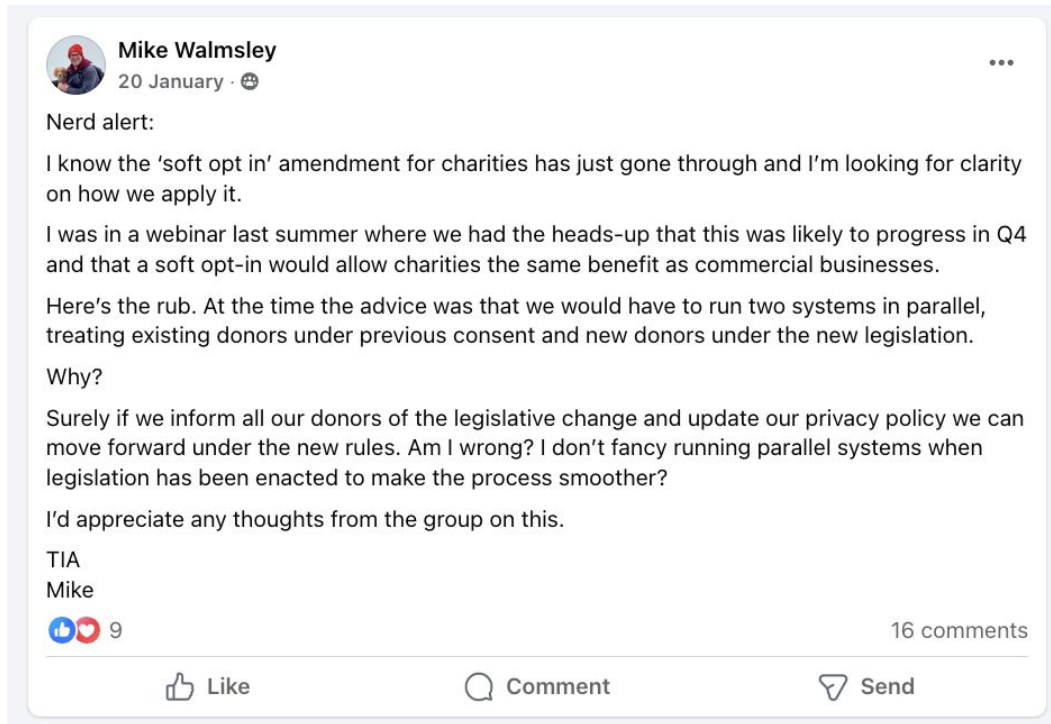 Mike Walmsley
20 January ·
Nerd alert:
I know the ‘soft opt in’ amendment for charities has just gone through and I’m looking for clarity
on how we apply it.
I was in a webinar last summer where we had the heads-up that this was likely to progress in Q4
and that a soft opt-in would allow charities the same benefit as commercial businesses.
Here’s the rub. At the time the advice was that we would have to run two systems in parallel,
treating existing donors under previous consent and new donors under the new legislation.
Why?
Surely if we inform all our donors of the legislative change and update our privacy policy we can
move forward under the new rules. Am I wrong? I don’t fancy running parallel systems when
legislation has been enacted to make the process smoother?
I’d appreciate any thoughts from the group on this.
TIA
Mike
9 16 comments
Like Comment Send